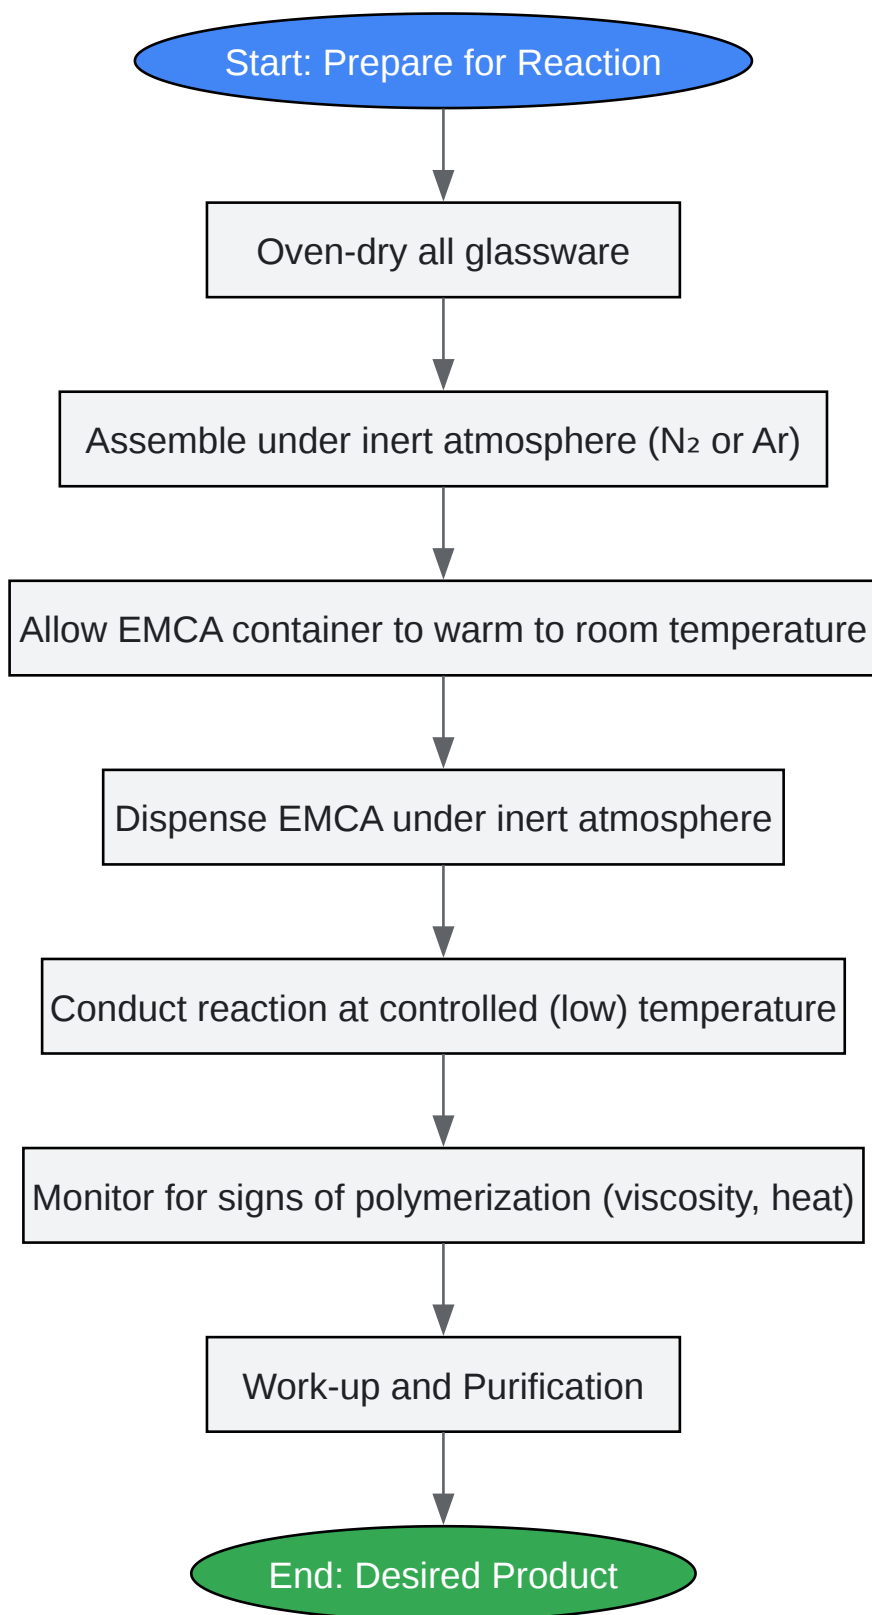 Start: Prepare for Reaction
Oven-dry all glassware
Assemble under inert atmosphere (N₂ or Ar)
Allow EMCA container to warm to room temperature
Dispense EMCA under inert atmosphere
Conduct reaction at controlled (low) temperature
Monitor for signs of polymerization (viscosity, heat)
Work-up and Purification
End: Desired Product